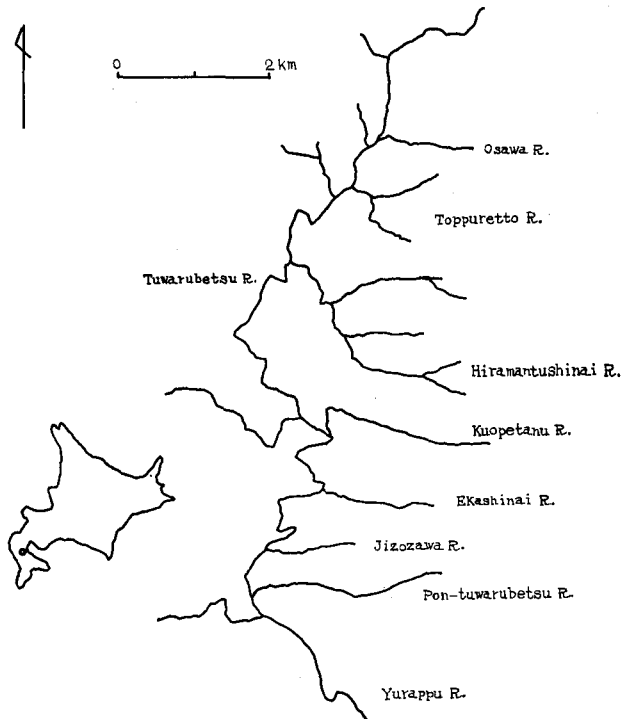 0 2 km
Osawa R.
Toppuretto R.
Tuwarubetsu R.
Hiramantushinai R.
Kuopetanu R.
Ekashinai R.
Jizozawa R.
Pon-tuwarubetsu R.
Yurappu R.